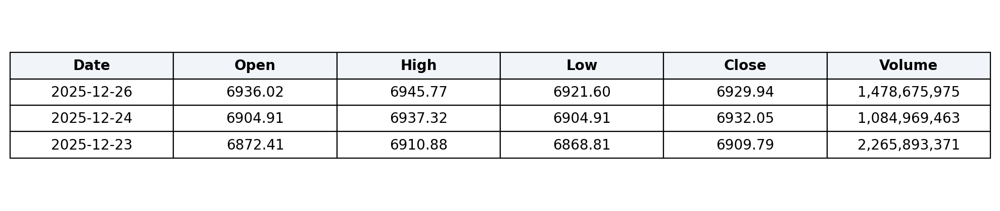 Date Open High Low Close Volume
2025-12-26 6936.02 6945.77 6921.60 6929.94 1,478,675,975
2025-12-24 6904.91 6937.32 6904.91 6932.05 1,084,969,463
2025-12-23 6872.41 6910.88 6868.81 6909.79 2,265,893,371